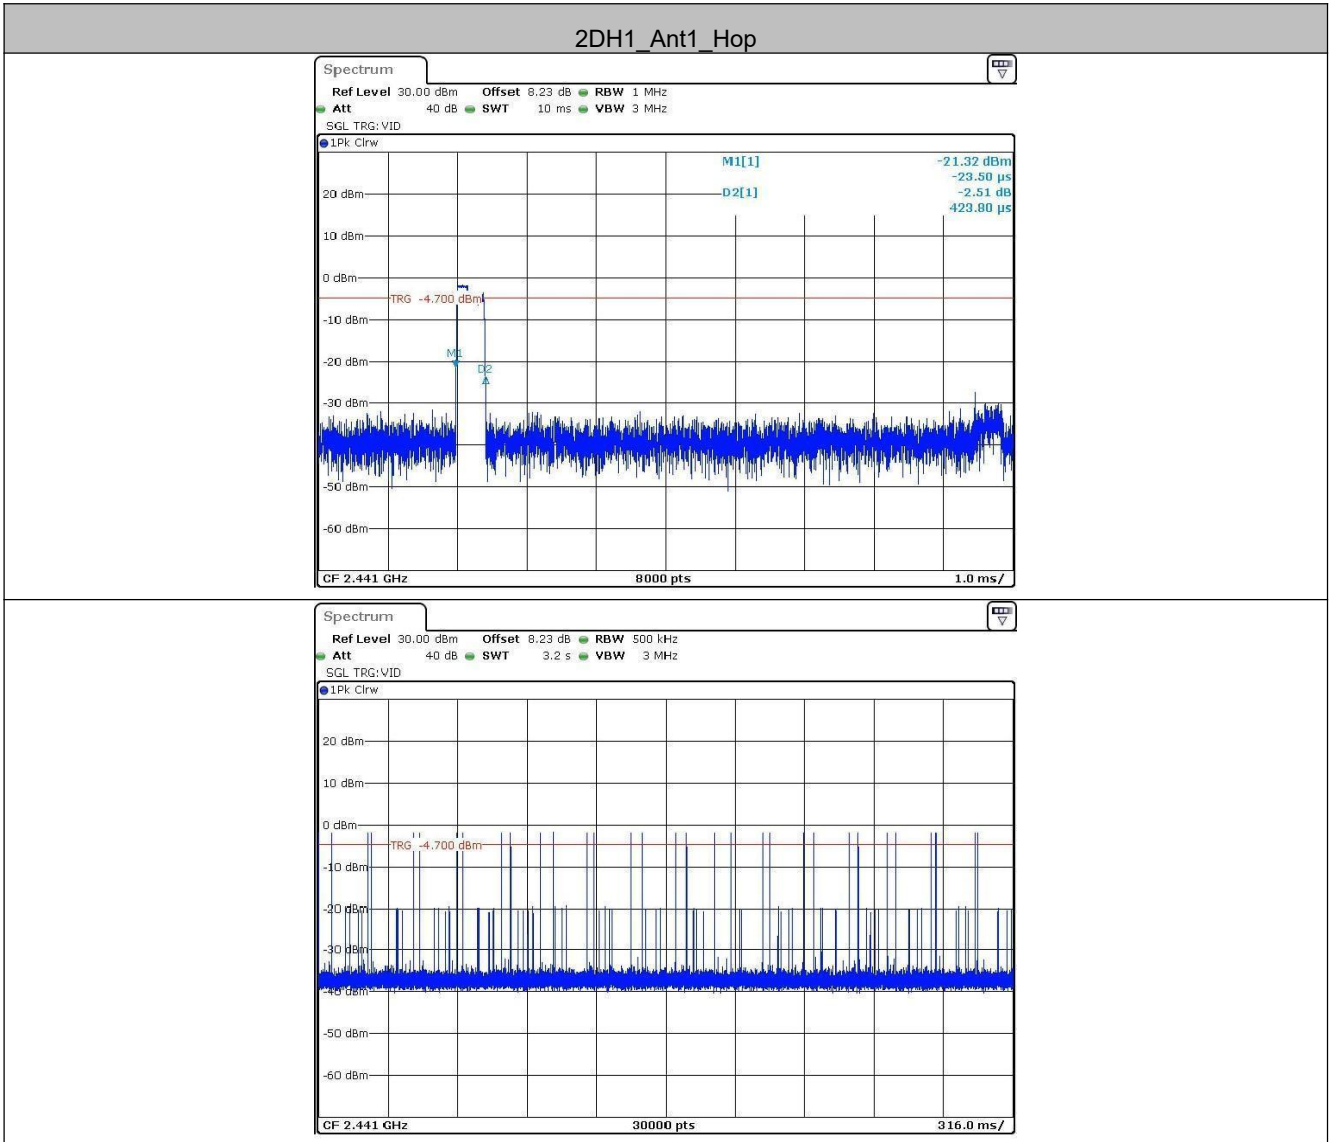 2DH1_Ant1_Hop
Spectrum
Ref Level 30.00 dBm Offset 8.23 dB RBW 1 MHz
Att 40 dB SWT 10 ms VBW 3 MHz
SGL TRG:VID
1Pk Clrw
M1[1] -21.32 dBm
-23.50 µs
20 dBm D2[1] -2.51 dB
423.80 µs
10 dBm
0 dBm
TRG -4.700 dBm
-10 dBm
M1
-20 dBm
D2
-30 dBm
-50 dBm
-60 dBm
CF 2.441 GHz 8000 pts 1.0 ms/
Spectrum
Ref Level 30.00 dBm Offset 8.23 dB RBW 500 kHz
Att 40 dB SWT 3.2 s VBW 3 MHz
SGL TRG:VID
1Pk Clrw
20 dBm
10 dBm
0 dBm
TRG -4.700 dBm
-10 dBm
-20 dBm
-30 dBm
-40 dBm
-50 dBm
-60 dBm
CF 2.441 GHz 30000 pts 316.0 ms/